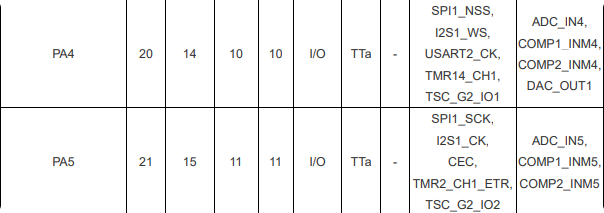 PA4 20 14 10 10 I/O TTa - SPI1_NSS, I2S1_WS, USART2_CK, TMR14_CH1, TSC_G2_IO1 ADC_IN4, COMP1_INM4, COMP2_INM4, DAC_OUT1
PA5 21 15 11 11 I/O TTa - SPI1_SCK, I2S1_CK, CEC, TMR2_CH1_ETR, TSC_G2_IO2 ADC_IN5, COMP1_INM5, COMP2_INM5